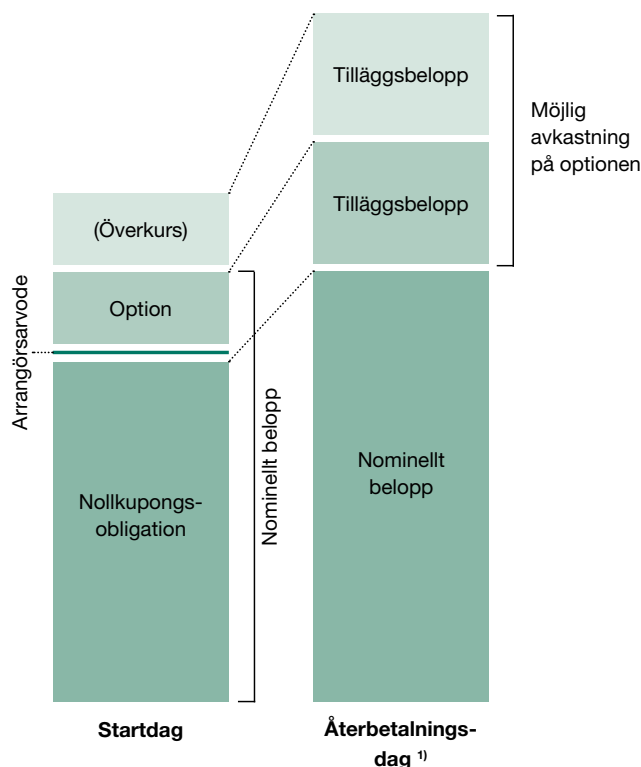 Tilläggsbelopp
Möjlig
avkastning
på optionen
Tilläggsbelopp
(Överkurs)
Option
Arrangörsarvode
Nominellt belopp
Nollkupongs-
obligation
Nominellt
belopp
Startdag
Återbetalnings-
dag 1)